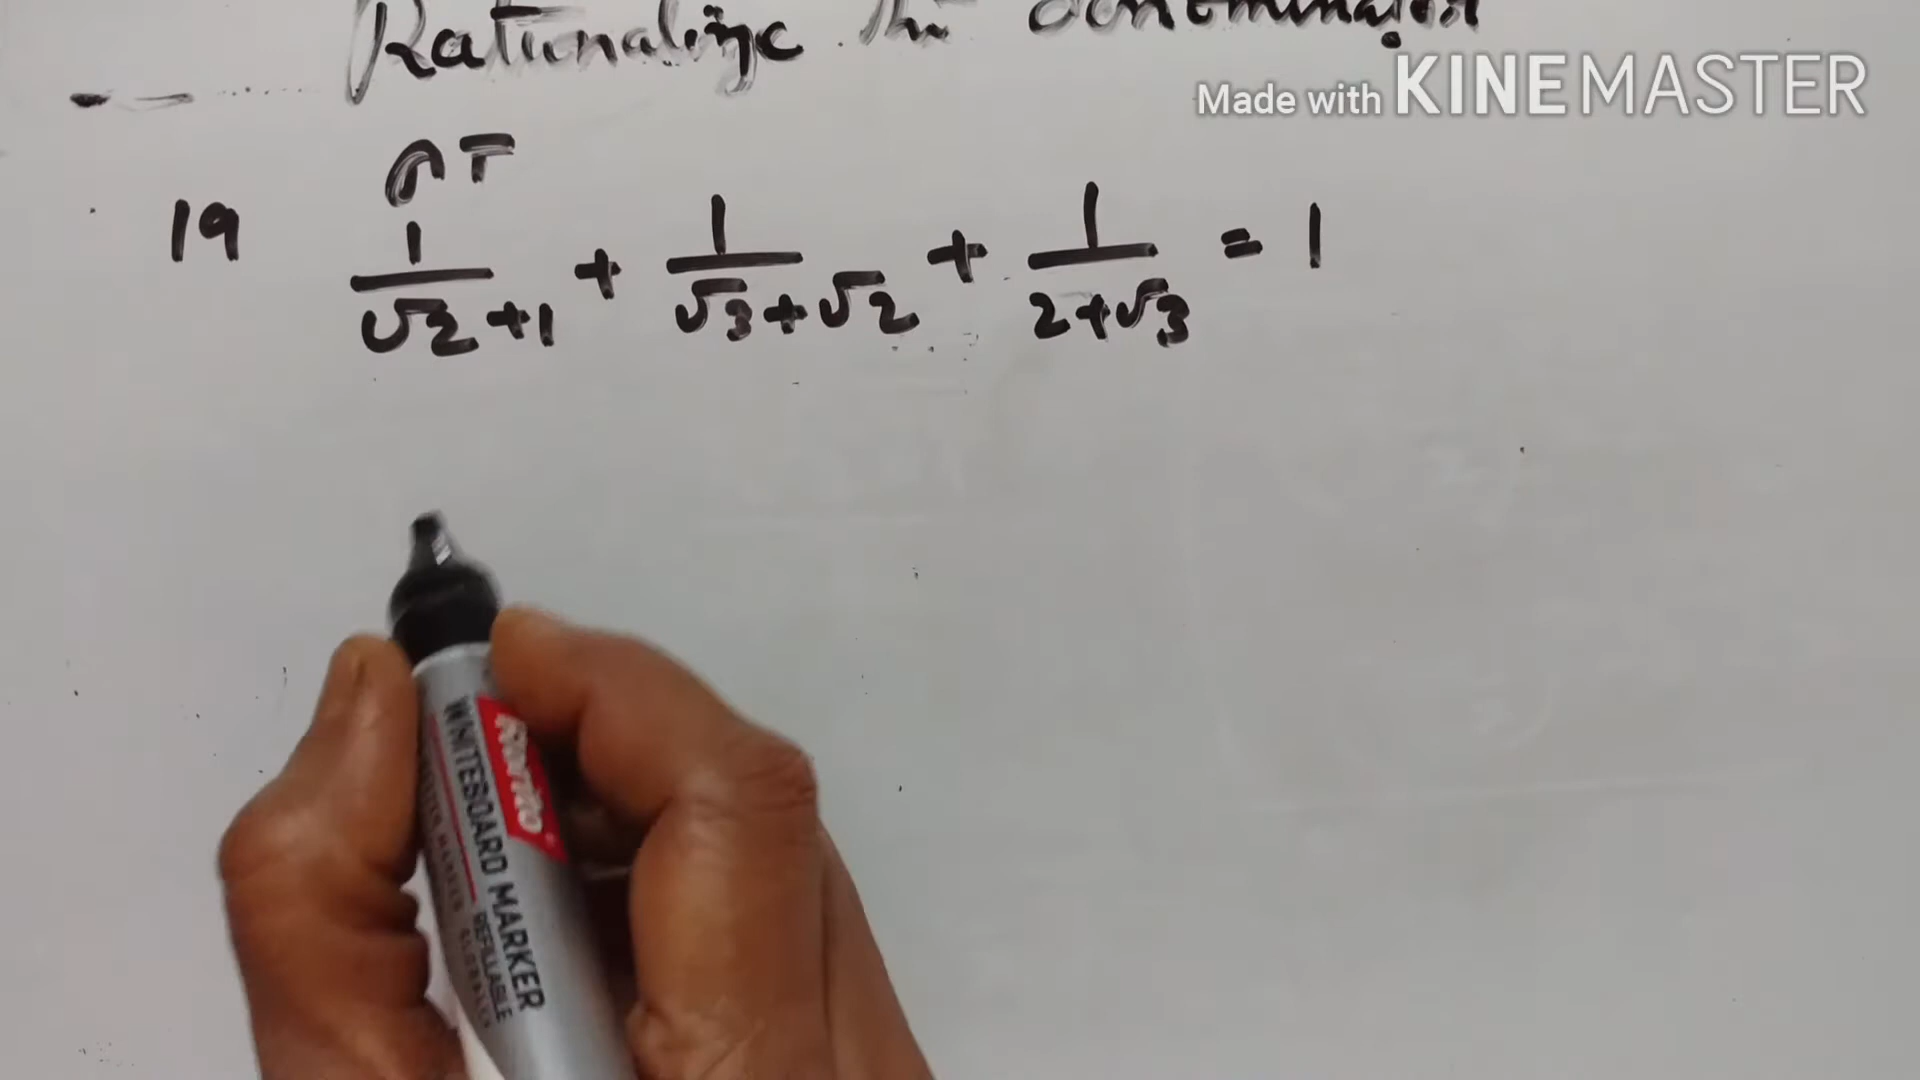 Rationalize the denominator
Made with KINEMASTER
PT
19 1/√2+1 + 1/√3+√2 + 1/2+√3 = 1
WHITEBOARD MARKER
REFILLABLE